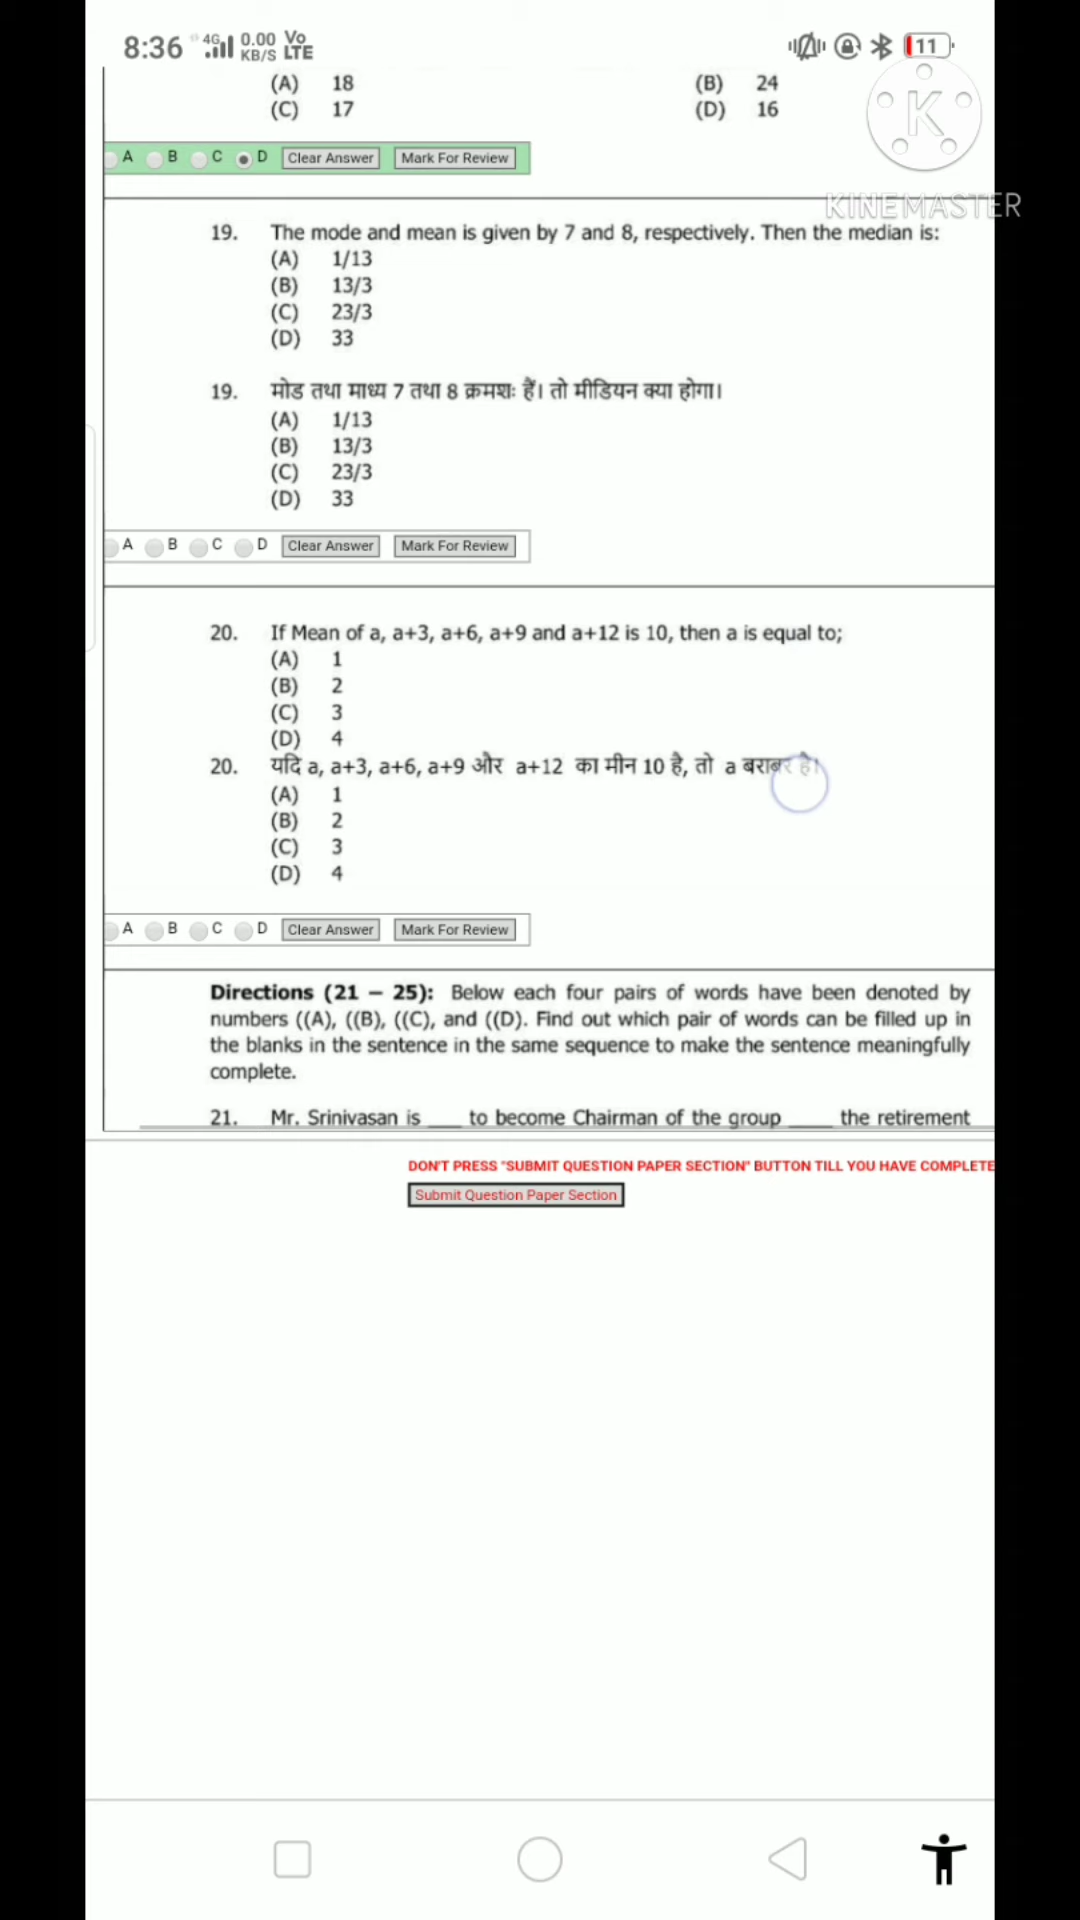 8:36 4G 0.00 KB/S Vo LTE 11
(A) 18 (B) 24
(C) 17 (D) 16
K
KINEMASTER
A B C D Clear Answer Mark For Review
19. The mode and mean is given by 7 and 8, respectively. Then the median is:
(A) 1/13
(B) 13/3
(C) 23/3
(D) 33
19. मोड तथा माध्य 7 तथा 8 क्रमशः हैं। तो मीडियन क्या होगा।
(A) 1/13
(B) 13/3
(C) 23/3
(D) 33
A B C D Clear Answer Mark For Review
20. If Mean of a, a+3, a+6, a+9 and a+12 is 10, then a is equal to;
(A) 1
(B) 2
(C) 3
(D) 4
20. यदि a, a+3, a+6, a+9 और a+12 का मीन 10 है, तो a बराबर है।
(A) 1
(B) 2
(C) 3
(D) 4
A B C D Clear Answer Mark For Review
Directions (21 – 25): Below each four pairs of words have been denoted by
numbers ((A), ((B), ((C), and ((D). Find out which pair of words can be filled up in
the blanks in the sentence in the same sequence to make the sentence meaningfully
complete.
21. Mr. Srinivasan is ___ to become Chairman of the group ____ the retirement
DON'T PRESS "SUBMIT QUESTION PAPER SECTION" BUTTON TILL YOU HAVE COMPLETE
Submit Question Paper Section